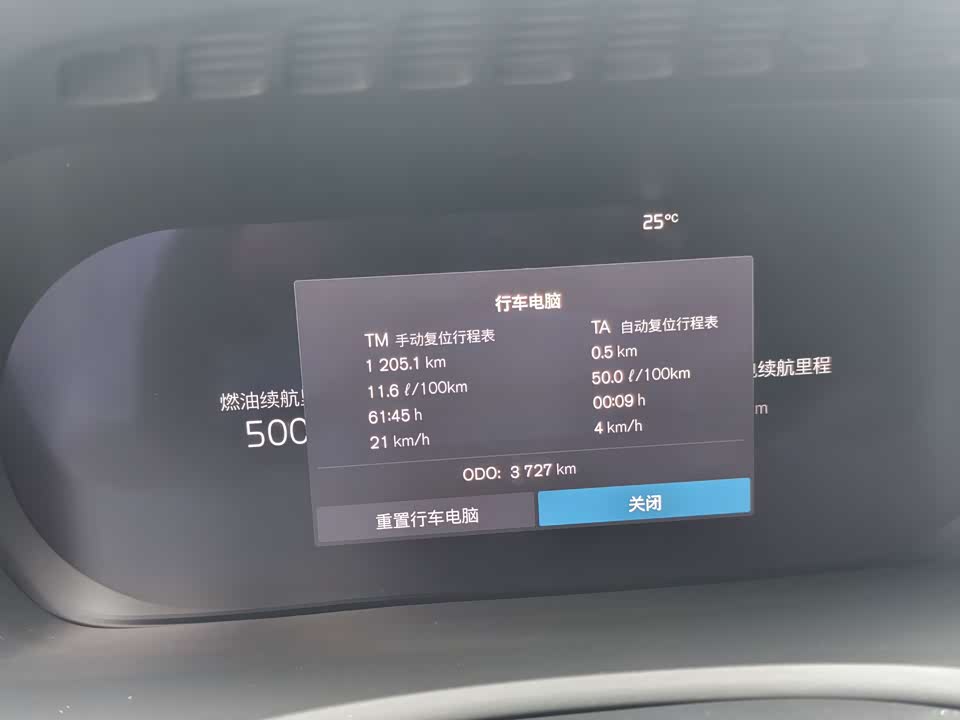 25°C
行车电脑
TM 手动复位行程表
1 205.1 km
11.6 ℓ/100km
61:45 h
21 km/h
TA 自动复位行程表
0.5 km
50.0 ℓ/100km
00:09 h
4 km/h
燃油续航
500
续航里程
m
ODO: 3 727 km
重置行车电脑
关闭